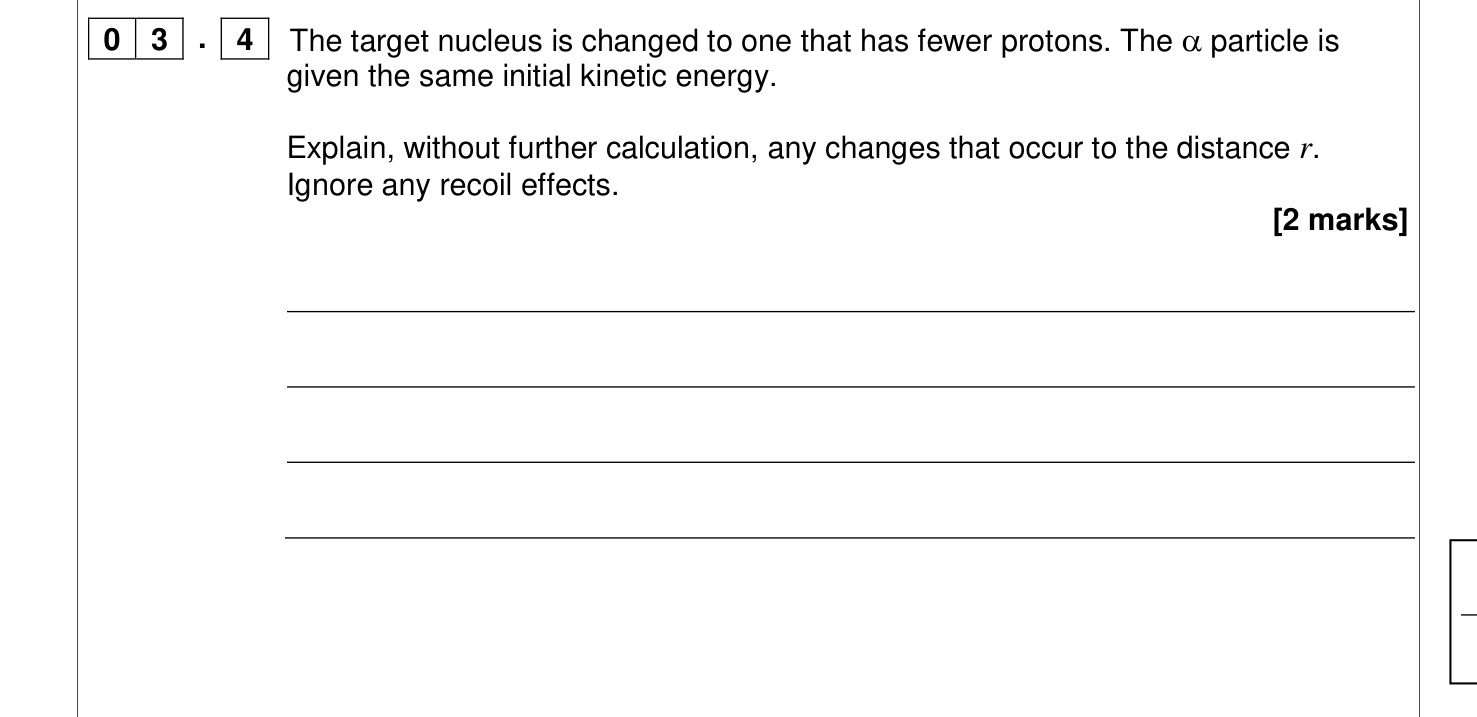 0 3 . 4 The target nucleus is changed to one that has fewer protons. The α particle is
given the same initial kinetic energy.
Explain, without further calculation, any changes that occur to the distance r.
Ignore any recoil effects.
[2 marks]